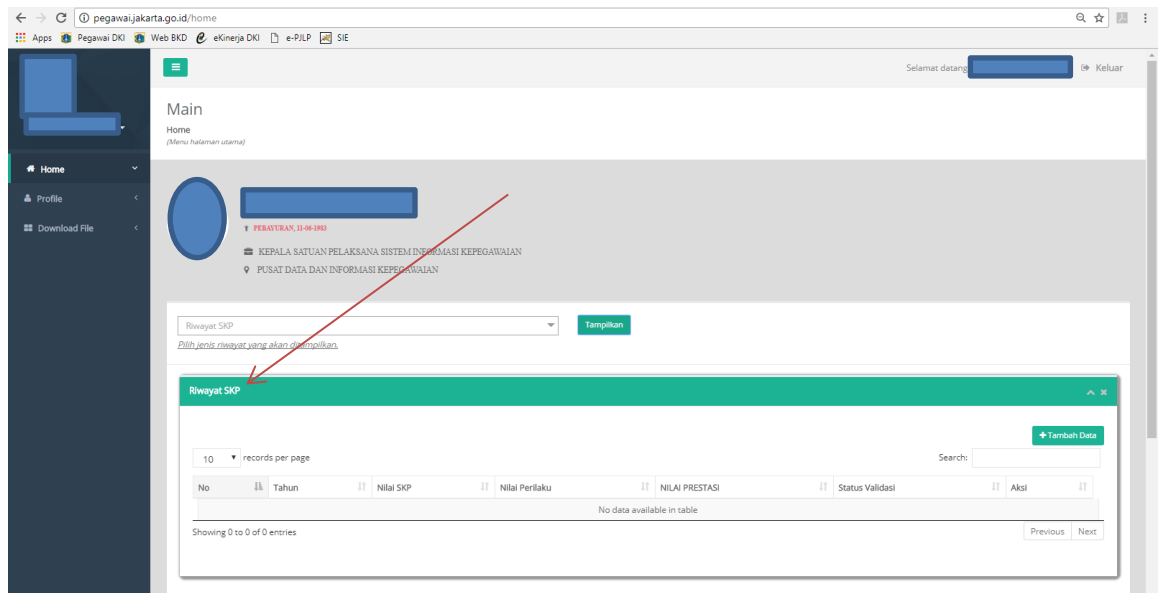 pegawai.jakarta.go.id/home
Apps Pegawai DKI Web BKD eKinerja DKI e-PJLP SIE
Selamat datang Keluar
Main
Home
(Menu halaman utama)
Home
Profile
Download File
PEBAYURAN, 11-06-1983
KEPALA SATUAN PELAKSANA SISTEM INFORMASI KEPEGAWAIAN
PUSAT DATA DAN INFORMASI KEPEGAWAIAN
Riwayat SKP Tampilkan
Pilih jenis riwayat yang akan ditampilkan.
Riwayat SKP
+Tambah Data
10 records per page Search:
No Tahun Nilai SKP Nilai Perilaku NILAI PRESTASI Status Validasi Aksi
No data available in table
Showing 0 to 0 of 0 entries Previous Next